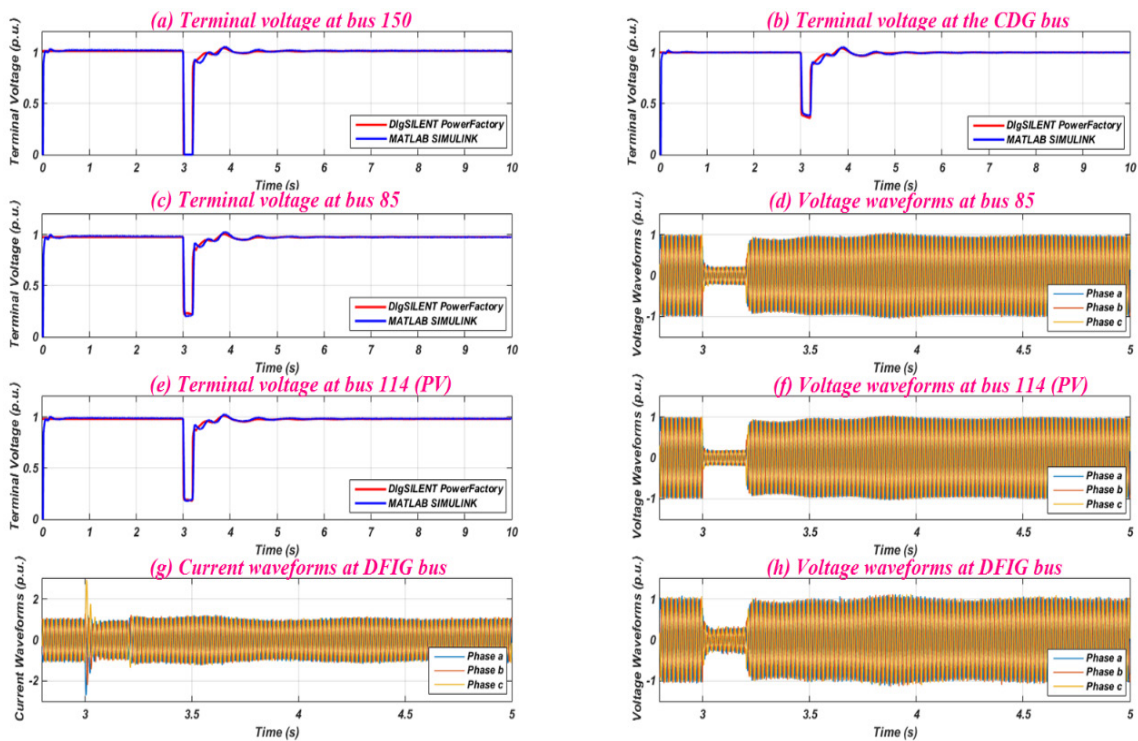 (a) Terminal voltage at bus 150
Terminal Voltage (p.u.)
1
0.5
0
DIgSILENT PowerFactory
MATLAB SIMULINK
0 1 2 3 4 5 6 7 8 9 10
Time (s)
(b) Terminal voltage at the CDG bus
Terminal Voltage (p.u.)
1
0.5
0
DIgSILENT PowerFactory
MATLAB SIMULINK
0 1 2 3 4 5 6 7 8 9 10
Time (s)
(c) Terminal voltage at bus 85
Terminal Voltage (p.u.)
1
0.5
0
DIgSILENT PowerFactory
MATLAB SIMULINK
0 1 2 3 4 5 6 7 8 9 10
Time (s)
(d) Voltage waveforms at bus 85
Voltage Waveforms (p.u.)
1
0
-1
Phase a
Phase b
Phase c
3 3.5 4 4.5 5
Time (s)
(e) Terminal voltage at bus 114 (PV)
Terminal Voltage (p.u.)
1
0.5
0
DIgSILENT PowerFactory
MATLAB SIMULINK
0 1 2 3 4 5 6 7 8 9 10
Time (s)
(f) Voltage waveforms at bus 114 (PV)
Voltage Waveforms (p.u.)
1
0
-1
Phase a
Phase b
Phase c
3 3.5 4 4.5 5
Time (s)
(g) Current waveforms at DFIG bus
Current Waveforms (p.u.)
2
0
-2
Phase a
Phase b
Phase c
3 3.5 4 4.5 5
Time (s)
(h) Voltage waveforms at DFIG bus
Voltage Waveforms (p.u.)
1
0
-1
Phase a
Phase b
Phase c
3 3.5 4 4.5 5
Time (s)